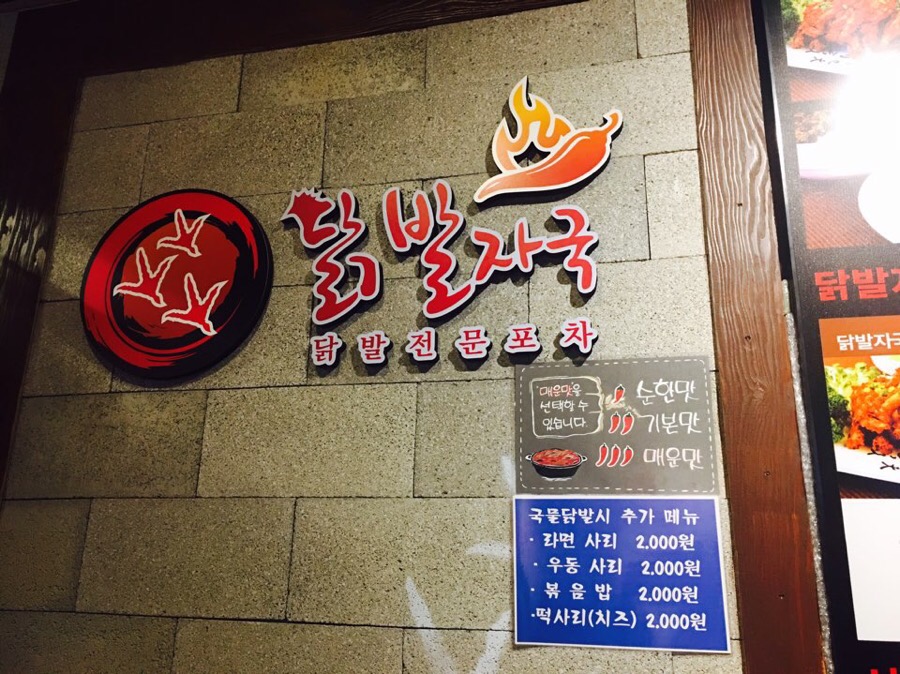 닭발자국
닭발전문포차
매운맛을
선택할 수
있습니다.
순한맛
기본맛
매운맛
국물닭발시 추가 메뉴
· 라면 사리 2.000원
· 우동 사리 2.000원
· 볶음밥 2.000원
·떡사리(치즈) 2.000원
닭발자
닭발자국